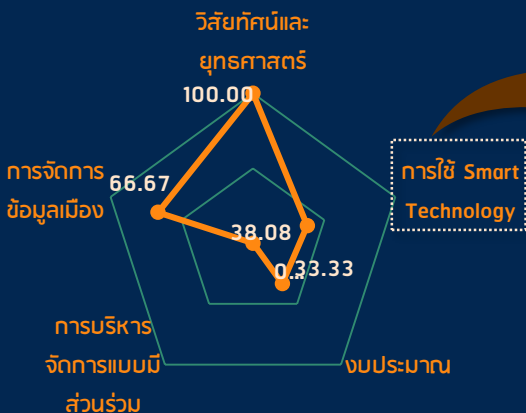 วิสัยทัศน์และ
ยุทธศาสตร์
100.00
การจัดการ
ข้อมูลเมือง
66.67
การใช้ Smart
Technology
38.08
0...
33.33
การบริหาร
จัดการแบบมี
ส่วนร่วม
งบประมาณ